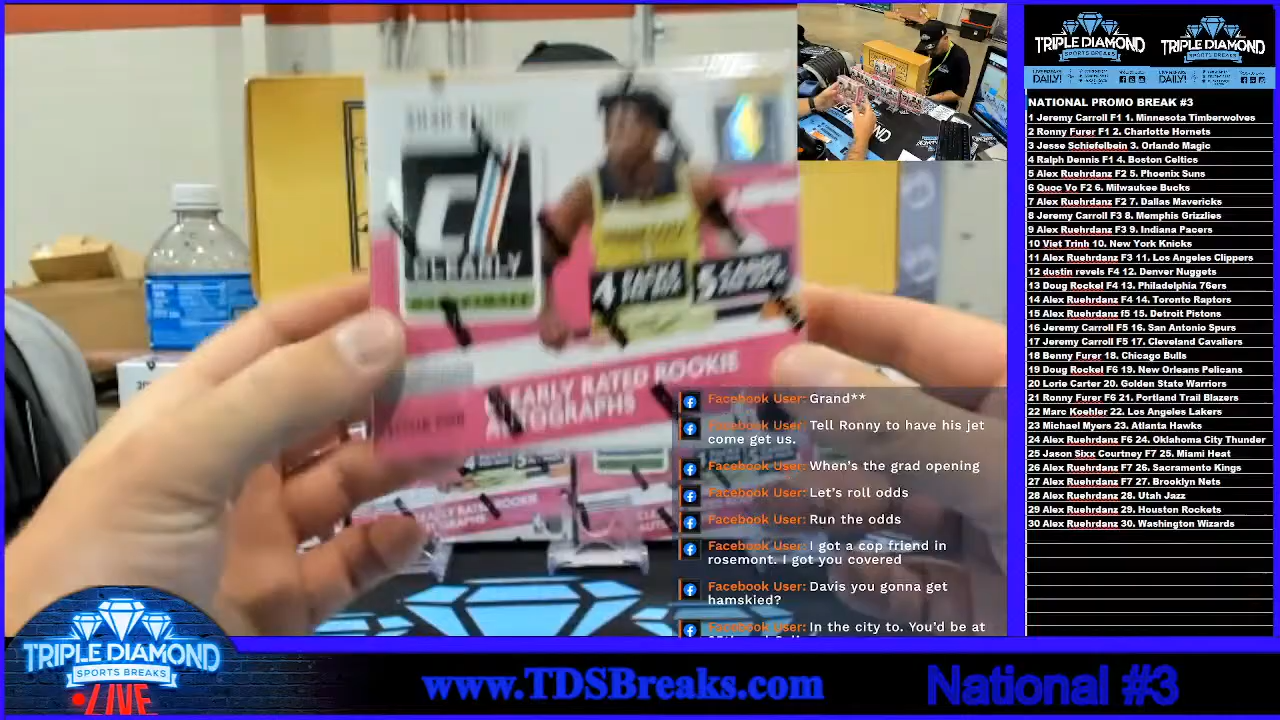 CLEARLY
4
5
CLEARLY RATED ROOKIE
AUTOGRAPHS
TRIPLE DIAMOND
SPORTS BREAKS
TRIPLE DIAMOND
SPORTS BREAKS
DAILY!
DAILY!
NATIONAL PROMO BREAK #3
1 Jeremy Carroll F1 1. Minnesota Timberwolves
2 Ronny Furer F1 2. Charlotte Hornets
3 Jesse Schiefelbein 3. Orlando Magic
4 Ralph Dennis F1 4. Boston Celtics
5 Alex Ruehrdanz F2 5. Phoenix Suns
6 Quoc Vo F2 6. Milwaukee Bucks
7 Alex Ruehrdanz F2 7. Dallas Mavericks
8 Jeremy Carroll F3 8. Memphis Grizzlies
9 Alex Ruehrdanz F3 9. Indiana Pacers
10 Viet Trinh 10. New York Knicks
11 Alex Ruehrdanz F3 11. Los Angeles Clippers
12 dustin revels F4 12. Denver Nuggets
13 Doug Rockel F4 13. Philadelphia 76ers
14 Alex Ruehrdanz F4 14. Toronto Raptors
15 Alex Ruehrdanz f5 15. Detroit Pistons
16 Jeremy Carroll F5 16. San Antonio Spurs
17 Jeremy Carroll F5 17. Cleveland Cavaliers
18 Benny Furer 18. Chicago Bulls
19 Doug Rockel F6 19. New Orleans Pelicans
20 Lorie Carter 20. Golden State Warriors
21 Ronny Furer F6 21. Portland Trail Blazers
22 Marc Koehler 22. Los Angeles Lakers
23 Michael Myers 23. Atlanta Hawks
24 Alex Ruehrdanz F6 24. Oklahoma City Thunder
25 Jason Sixx Courtney F7 25. Miami Heat
26 Alex Ruehrdanz F7 26. Sacramento Kings
27 Alex Ruehrdanz F7 27. Brooklyn Nets
28 Alex Ruehrdanz 28. Utah Jazz
29 Alex Ruehrdanz 29. Houston Rockets
30 Alex Ruehrdanz 30. Washington Wizards
Facebook User: Grand**
Facebook User: Tell Ronny to have his jet
come get us.
Facebook User: When's the grad opening
Facebook User: Let's roll odds
Facebook User: Run the odds
Facebook User: I got a cop friend in
rosemont. I got you covered
Facebook User: Davis you gonna get
hamskied?
Facebook User: In the city to. You'd be at
TRIPLE DIAMOND
SPORTS BREAKS
LIVE
www.TDSBreaks.com
National #3